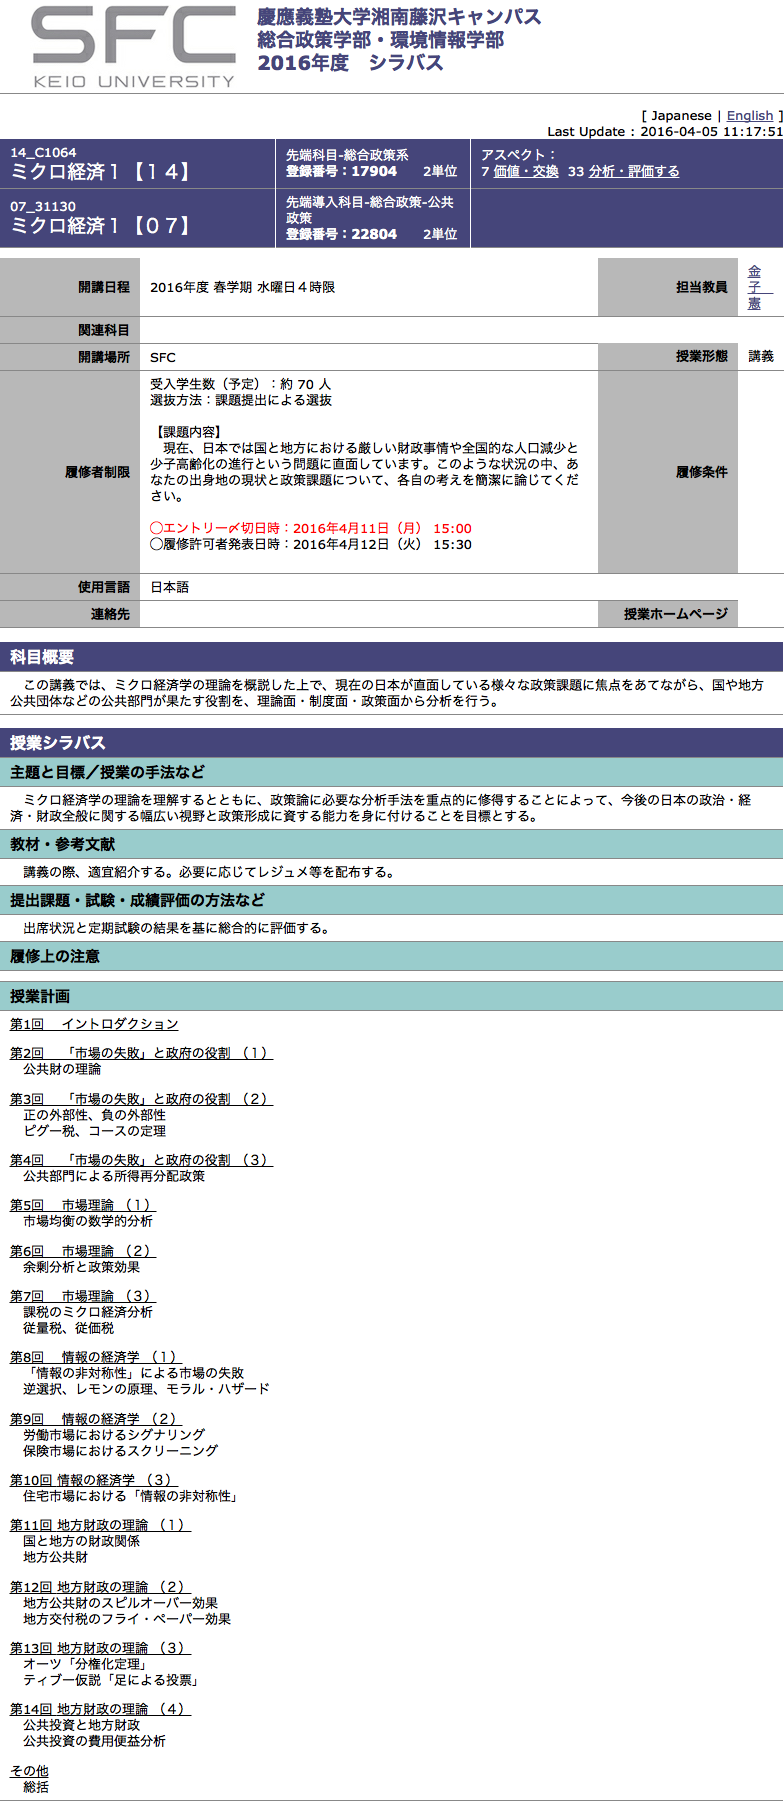 SFC
KEIO UNIVERSITY
慶應義塾大学湘南藤沢キャンパス
総合政策学部・環境情報学部
2016年度　シラバス
[ Japanese | English ]
Last Update : 2016-04-05 11:17:51
14_C1064
ミクロ経済１【１４】
先端科目-総合政策系
登録番号：17904　　2単位
アスペクト：
7 価値・交換  33 分析・評価する
07_31130
ミクロ経済１【０７】
先端導入科目-総合政策-公共
政策
登録番号：22804　　2単位
開講日程
2016年度 春学期 水曜日４時限
担当教員
金
子
憲
関連科目
開講場所
SFC
授業形態
講義
履修者制限
受入学生数（予定）：約 70 人
選抜方法：課題提出による選抜
【課題内容】
　現在、日本では国と地方における厳しい財政事情や全国的な人口減少と
少子高齢化の進行という問題に直面しています。このような状況の中、あ
なたの出身地の現状と政策課題について、各自の考えを簡潔に論じてくだ
さい。
◯エントリー〆切日時：2016年4月11日（月） 15:00
◯履修許可者発表日時：2016年4月12日（火） 15:30
履修条件
使用言語
日本語
連絡先
授業ホームページ
科目概要
　この講義では、ミクロ経済学の理論を概説した上で、現在の日本が直面している様々な政策課題に焦点をあてながら、国や地方
公共団体などの公共部門が果たす役割を、理論面・制度面・政策面から分析を行う。
授業シラバス
主題と目標／授業の手法など
　ミクロ経済学の理論を理解するとともに、政策論に必要な分析手法を重点的に修得することによって、今後の日本の政治・経
済・財政全般に関する幅広い視野と政策形成に資する能力を身に付けることを目標とする。
教材・参考文献
　講義の際、適宜紹介する。必要に応じてレジュメ等を配布する。
提出課題・試験・成績評価の方法など
　出席状況と定期試験の結果を基に総合的に評価する。
履修上の注意
授業計画
第1回　イントロダクション
第2回　「市場の失敗」と政府の役割 （１）
　公共財の理論
第3回　「市場の失敗」と政府の役割 （２）
　正の外部性、負の外部性
　ピグー税、コースの定理
第4回　「市場の失敗」と政府の役割 （３）
　公共部門による所得再分配政策
第5回　市場理論 （１）
　市場均衡の数学的分析
第6回　市場理論 （２）
　余剰分析と政策効果
第7回　市場理論 （３）
　課税のミクロ経済分析
　従量税、従価税
第8回　情報の経済学 （１）
　「情報の非対称性」による市場の失敗
　逆選択、レモンの原理、モラル・ハザード
第9回　情報の経済学 （２）
　労働市場におけるシグナリング
　保険市場におけるスクリーニング
第10回 情報の経済学 （３）
　住宅市場における「情報の非対称性」
第11回 地方財政の理論 （１）
　国と地方の財政関係
　地方公共財
第12回 地方財政の理論 （２）
　地方公共財のスピルオーバー効果
　地方交付税のフライ・ペーパー効果
第13回 地方財政の理論 （３）
　オーツ「分権化定理」
　ティブー仮説「足による投票」
第14回 地方財政の理論 （４）
　公共投資と地方財政
　公共投資の費用便益分析
その他
　総括